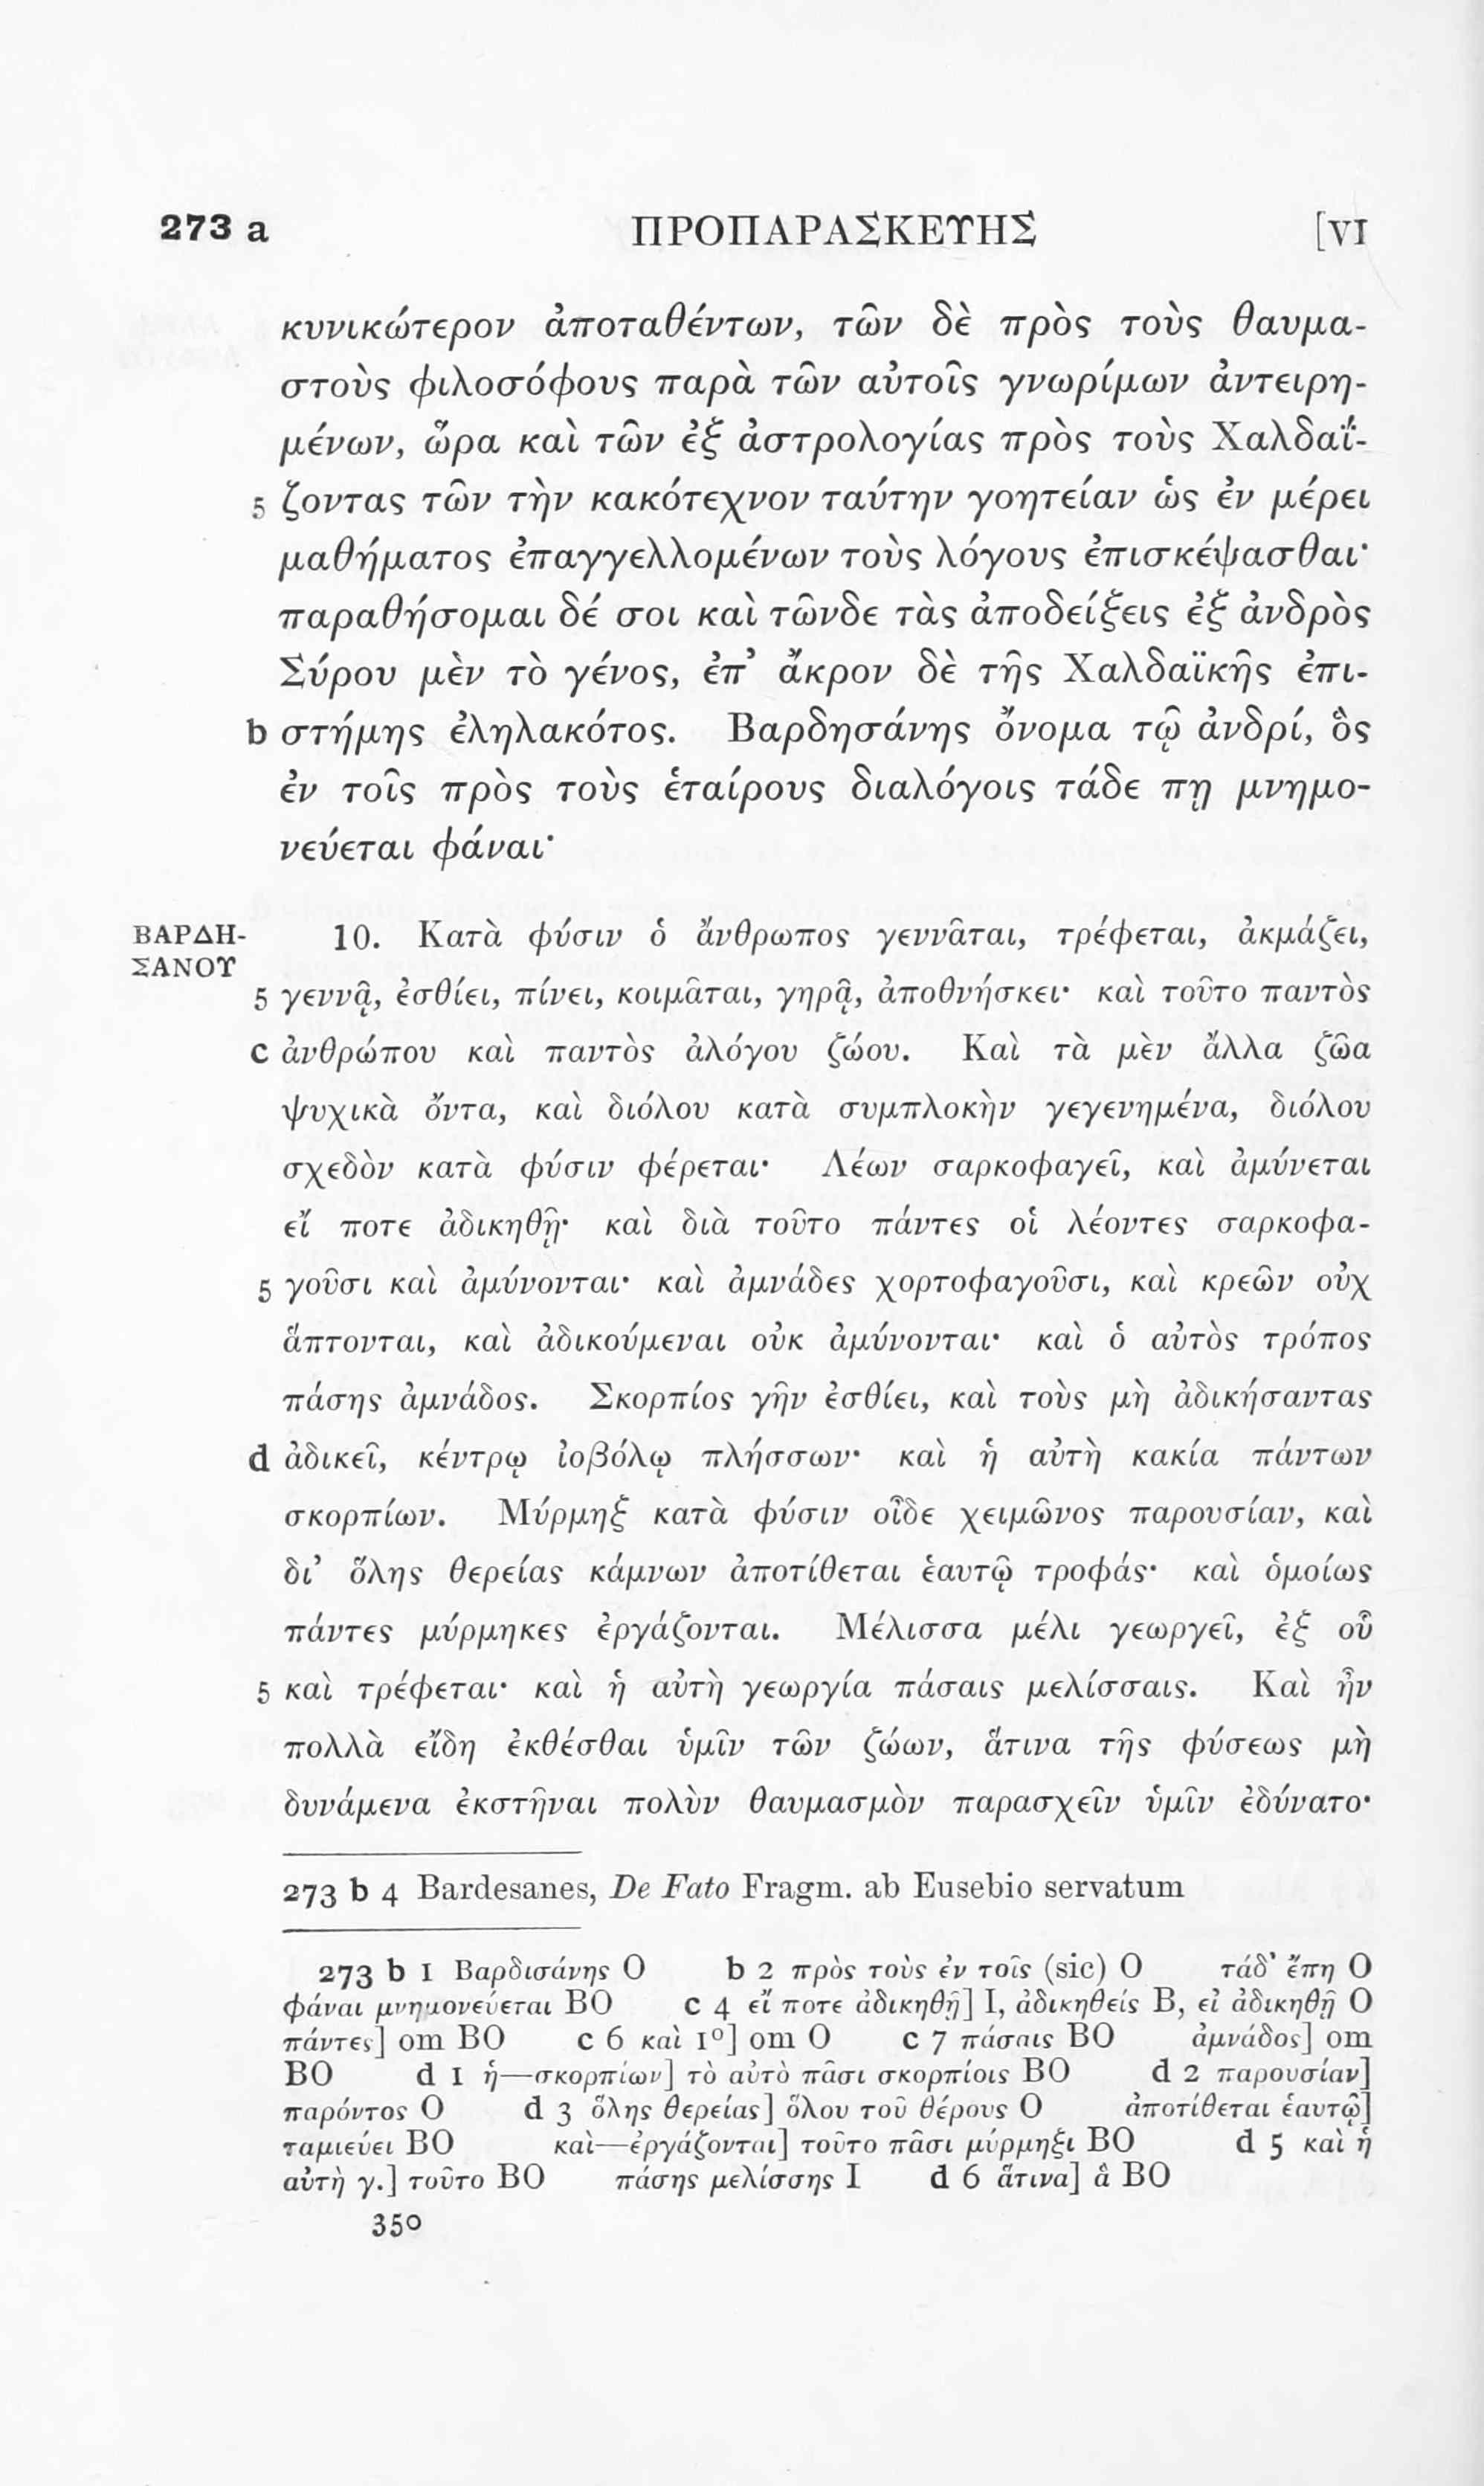 273 a ΠΡΟΠΑΡΑΣΚΕΥΗΣ [VI
κυνικώτερον ἀποταθέντων, τῶν δὲ πρὸς τοὺς θαυμα-
στοὺς φιλοσόφους παρὰ τῶν αὐτοῖς γνωρίμων ἀντειρη-
μένων, ὥρα καὶ τῶν ἐξ ἀστρολογίας πρὸς τοὺς Χαλδαΐ-
5 ζοντας τῶν τὴν κακότεχνον ταύτην γοητείαν ὡς ἐν μέρει
μαθήματος ἐπαγγελλομένων τοὺς λόγους ἐπισκέψασθαι·
παραθήσομαι δέ σοι καὶ τῶνδε τὰς ἀποδείξεις ἐξ ἀνδρὸς
Σύρου μὲν τὸ γένος, ἐπ’ ἄκρον δὲ τῆς Χαλδαϊκῆς ἐπι-
b στήμης ἐληλακότος. Βαρδησάνης ὄνομα τῷ ἀνδρί, ὃς
ἐν τοῖς πρὸς τοὺς ἑταίρους διαλόγοις τάδε πῃ μνημο-
νεύεται φάναι·
ΒΑΡΔΗ- 10. Κατὰ φύσιν ὁ ἄνθρωπος γεννᾶται, τρέφεται, ἀκμάζει,
ΣΑΝΟΥ
5 γεννᾷ, ἐσθίει, πίνει, κοιμᾶται, γηρᾷ, ἀποθνήσκει· καὶ τοῦτο παντὸς
c ἀνθρώπου καὶ παντὸς ἀλόγου ζώου. Καὶ τὰ μὲν ἄλλα ζῶα
ψυχικὰ ὄντα, καὶ διόλου κατὰ συμπλοκὴν γεγενημένα, διόλου
σχεδὸν κατὰ φύσιν φέρεται· Λέων σαρκοφαγεῖ, καὶ ἀμύνεται
εἴ ποτε ἀδικηθῇ· καὶ διὰ τοῦτο πάντες οἱ λέοντες σαρκοφα-
5 γοῦσι καὶ ἀμύνονται· καὶ ἀμνάδες χορτοφαγοῦσι, καὶ κρεῶν οὐχ
ἅπτονται, καὶ ἀδικούμεναι οὐκ ἀμύνονται· καὶ ὁ αὐτὸς τρόπος
πάσης ἀμνάδος. Σκορπίος γῆν ἐσθίει, καὶ τοὺς μὴ ἀδικήσαντας
d ἀδικεῖ, κέντρῳ ἰοβόλῳ πλήσσων· καὶ ἡ αὐτὴ κακία πάντων
σκορπίων. Μύρμηξ κατὰ φύσιν οἶδε χειμῶνος παρουσίαν, καὶ
δι’ ὅλης θερείας κάμνων ἀποτίθεται ἑαυτῷ τροφάς· καὶ ὁμοίως
πάντες μύρμηκες ἐργάζονται. Μέλισσα μέλι γεωργεῖ, ἐξ οὗ
5 καὶ τρέφεται· καὶ ἡ αὐτὴ γεωργία πάσαις μελίσσαις. Καὶ ἦν
πολλὰ εἴδη ἐκθέσθαι ὑμῖν τῶν ζώων, ἅτινα τῆς φύσεως μὴ
δυνάμενα ἐκστῆναι πολὺν θαυμασμὸν παρασχεῖν ὑμῖν ἐδύνατο·
273 b 4 Bardesanes, De Fato Fragm. ab Eusebio servatum
273 b 1 Βαρδισάνης O b 2 πρὸς τοὺς ἐν τοῖς (sic) O τάδ’ ἔπη O
φάναι μνημονεύεται BO c 4 εἴ ποτε ἀδικηθῇ] I, ἀδικηθείς B, εἰ ἀδικηθῇ O
πάντες] om BO c 6 καὶ 1⁰] om O c 7 πάσαις BO ἀμνάδος] om
BO d 1 ἡ—σκορπίων] τὸ αὐτὸ πᾶσι σκορπίοις BO d 2 παρουσίαν]
παρόντος O d 3 ὅλης θερείας] ὅλου τοῦ θέρους O ἀποτίθεται ἑαυτῷ]
ταμιεύει BO καὶ—ἐργάζονται] τοῦτο πᾶσι μύρμηξι BO d 5 καὶ ἡ
αὐτὴ γ.] τοῦτο BO πάσης μελίσσης I d 6 ἅτινα] ἃ BO
350